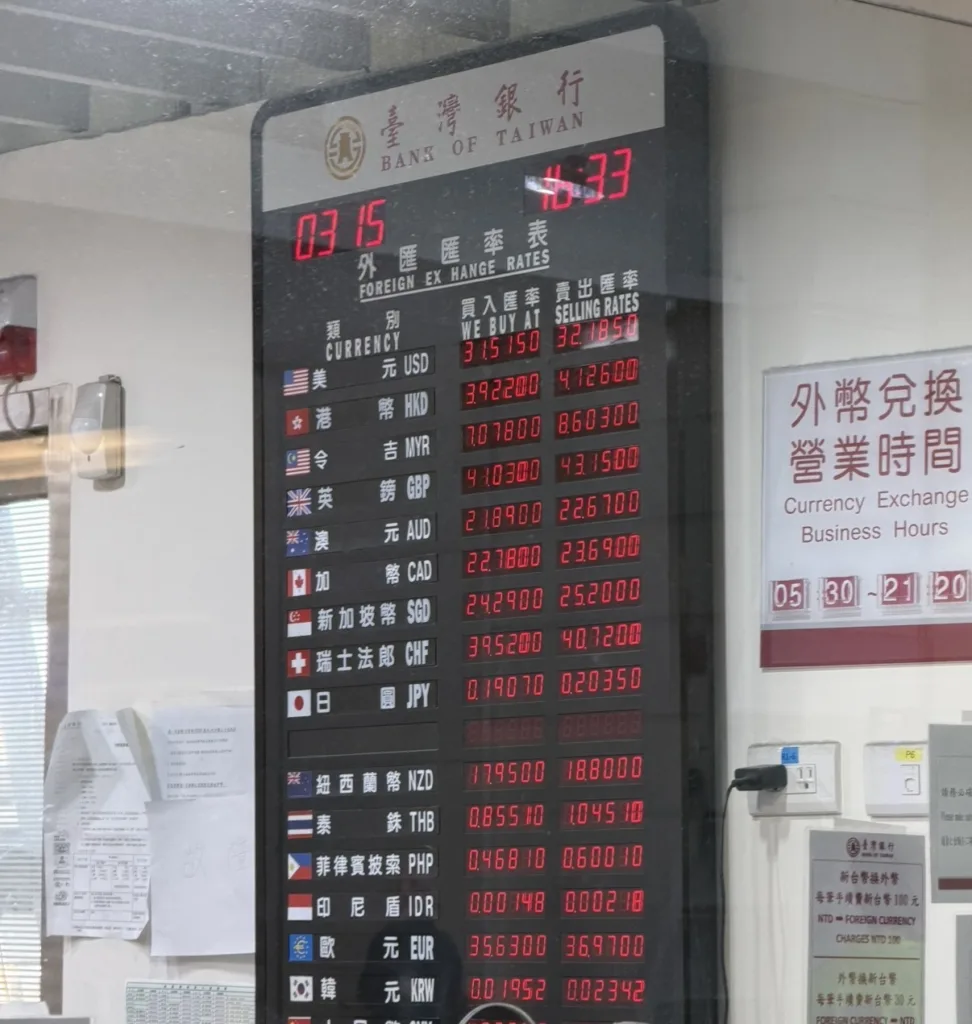 臺灣銀行
BANK OF TAIWAN
03 15 16:33
外匯匯率表
FOREIGN EX HANGE RATES
類別 買入匯率 賣出匯率
CURRENCY WE BUY AT SELLING RATES
美元 USD 31.5150 32.1850
港幣 HKD 3.92200 4.12600
令吉 MYR 7.07800 8.60300
英鎊 GBP 41.0300 43.1500
澳元 AUD 21.8900 22.6700
加幣 CAD 22.7800 23.6900
新加坡幣 SGD 24.2900 25.2000
瑞士法郎 CHF 39.5200 40.7200
日圓 JPY 0.19070 0.20350
紐西蘭幣 NZD 17.9500 18.8000
泰銖 THB 0.85510 1.04510
菲律賓披索 PHP 0.46810 0.60010
印尼盾 IDR 0.00148 0.00218
歐元 EUR 35.6300 36.9700
韓元 KRW 0.01952 0.02342
外幣兌換
營業時間
Currency Exchange
Business Hours
05 30 ~ 21 20
P6
臺灣銀行
BANK OF TAIWAN
新台幣換外幣
每筆手續費新台幣100元
NTD ➡ FOREIGN CURRENCY
CHARGES NTD 100
外幣換新台幣
每筆手續費新台幣30元
FOREIGN CURRENCY ➡ NTD